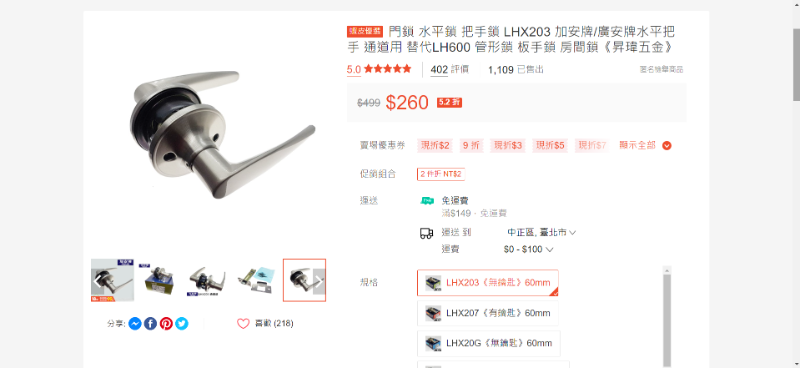 門鎖 水平鎖 把手鎖 LHX203 加安牌/廣安牌水平把
手 通道用 替代LH600 管形鎖 板手鎖 房間鎖《昇瑋五金》
5.0
402 評價
1,109 已售出
匿名檢舉商品
$499
$260
5.2 折
賣場優惠券
現折$2
9 折
現折$3
現折$5
現折$7
顯示全部
促銷組合
2 件折 NT$2
運送
免運費
滿$149，免運費
運送 到
中正區, 臺北市
運費
$0 - $100
規格
LHX203《無鑰匙》60mm
LHX207《有鑰匙》60mm
LHX20G《無鑰匙》60mm
分享:
喜歡 (218)